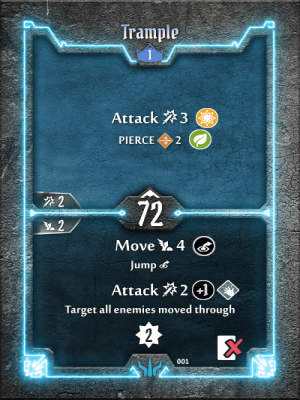 Trample
1
Attack 3
PIERCE 2
2
72
2
Move 4
Jump
Attack 2 +1
Target all enemies moved through
2
001